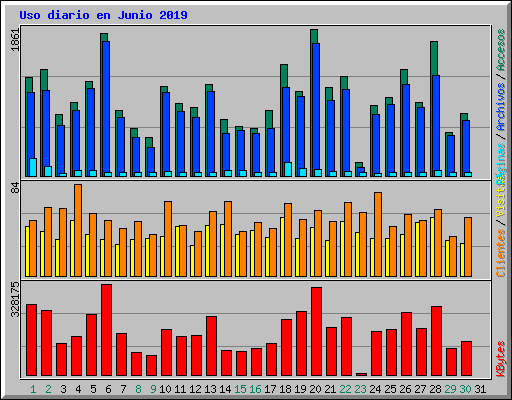 Uso diario en Junio 2019
1861
84
328175
KBytes
Clientes / Visitas
Páginas / Archivos / Accesos
1 2 3 4 5 6 7 8 9 10 11 12 13 14 15 16 17 18 19 20 21 22 23 24 25 26 27 28 29 30 31